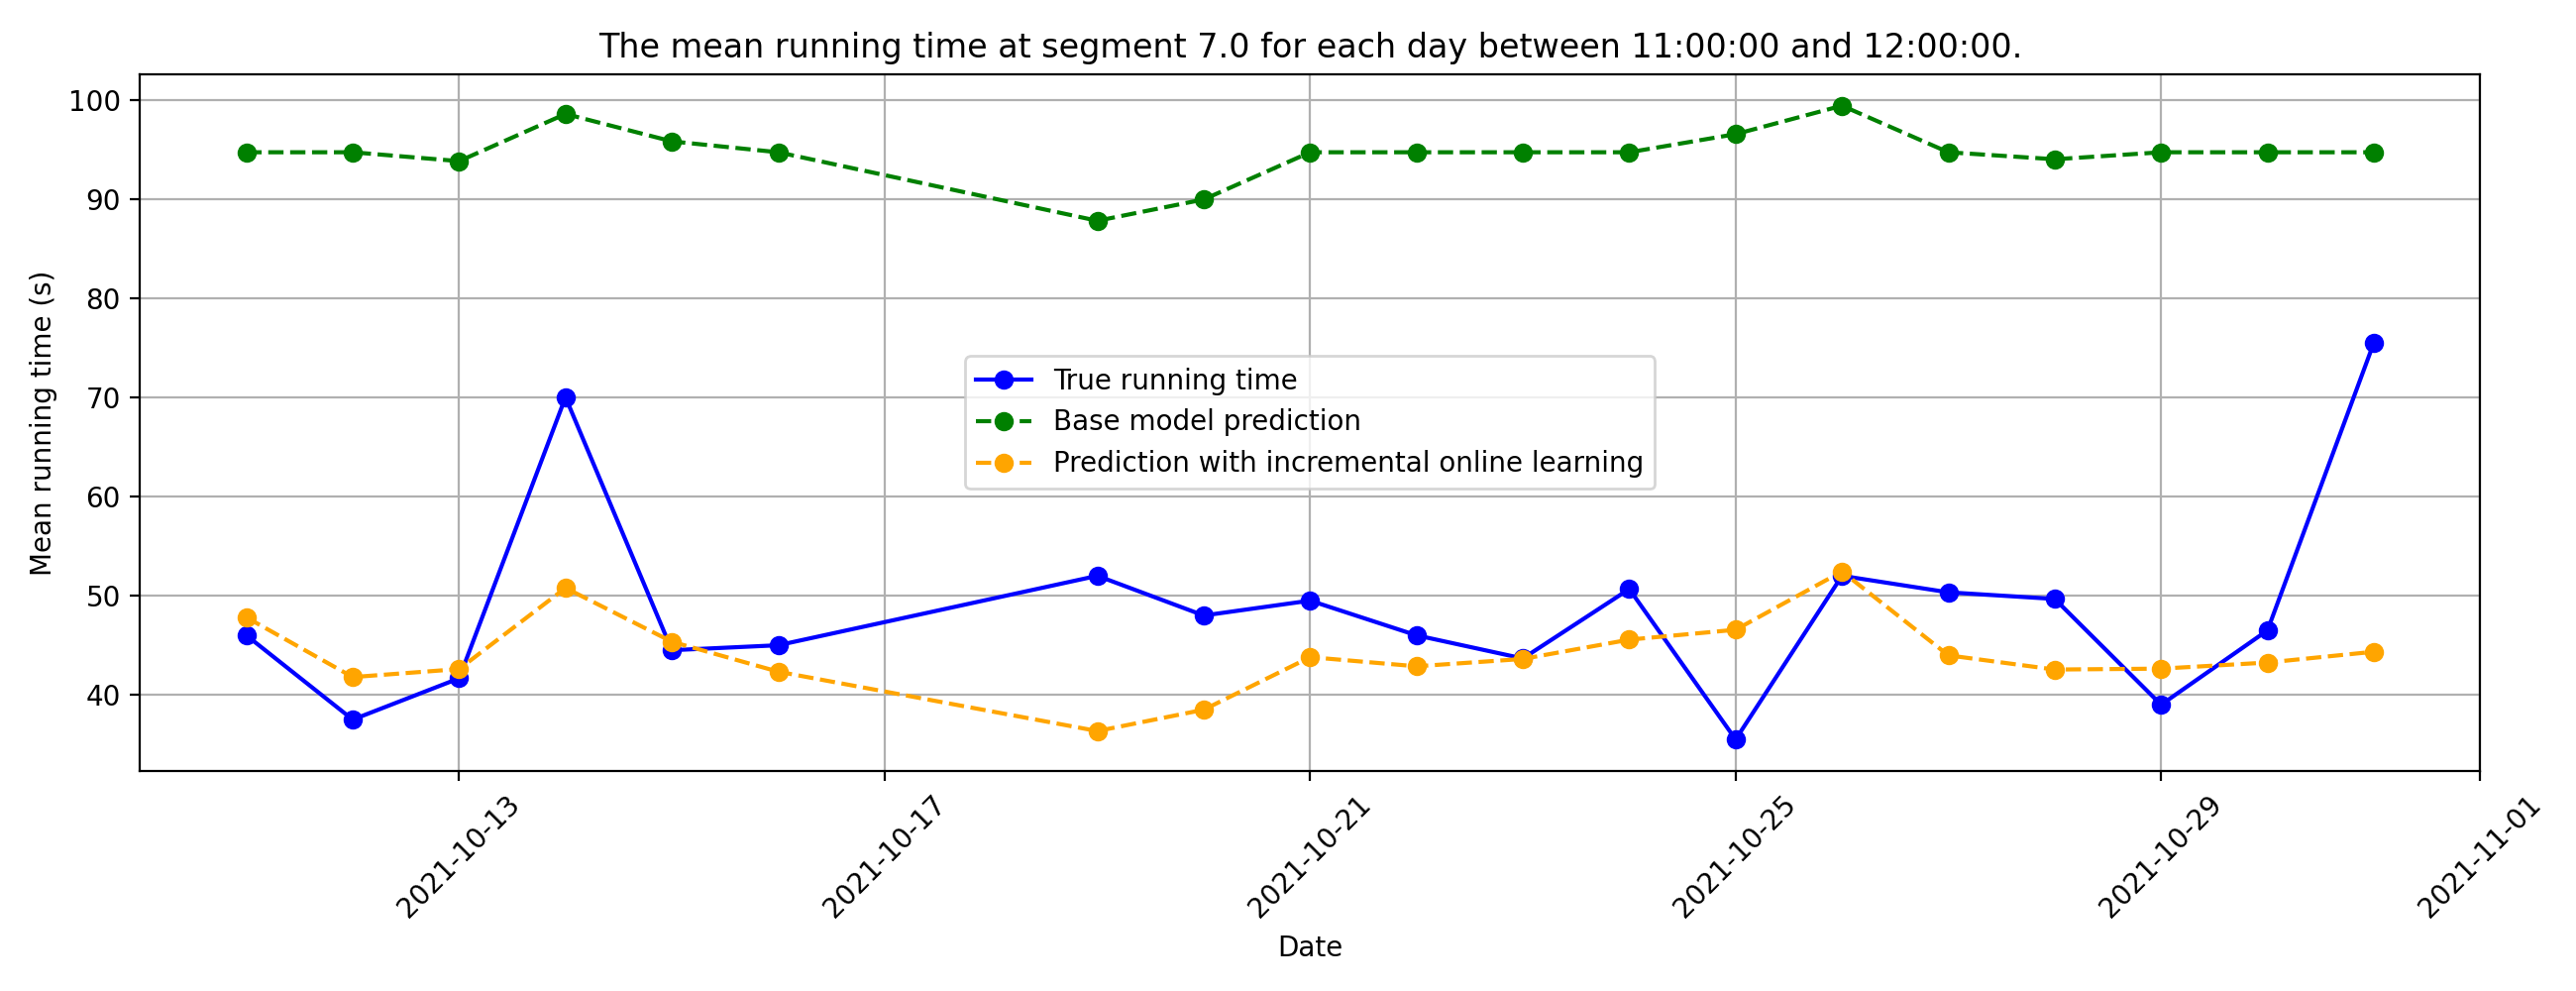 The mean running time at segment 7.0 for each day between 11:00:00 and 12:00:00.
Mean running time (s)
100
90
80
70
60
50
40
True running time
Base model prediction
Prediction with incremental online learning
2021-10-13
2021-10-17
2021-10-21
2021-10-25
2021-10-29
2021-11-01
Date